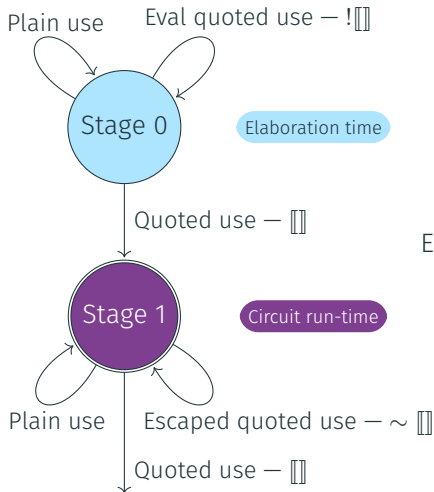 Plain use
Eval quoted use — !⟦⟧
Stage 0
Elaboration time
Quoted use — ⟦⟧
E
Stage 1
Circuit run-time
Plain use
Escaped quoted use — ∼ ⟦⟧
Quoted use — ⟦⟧